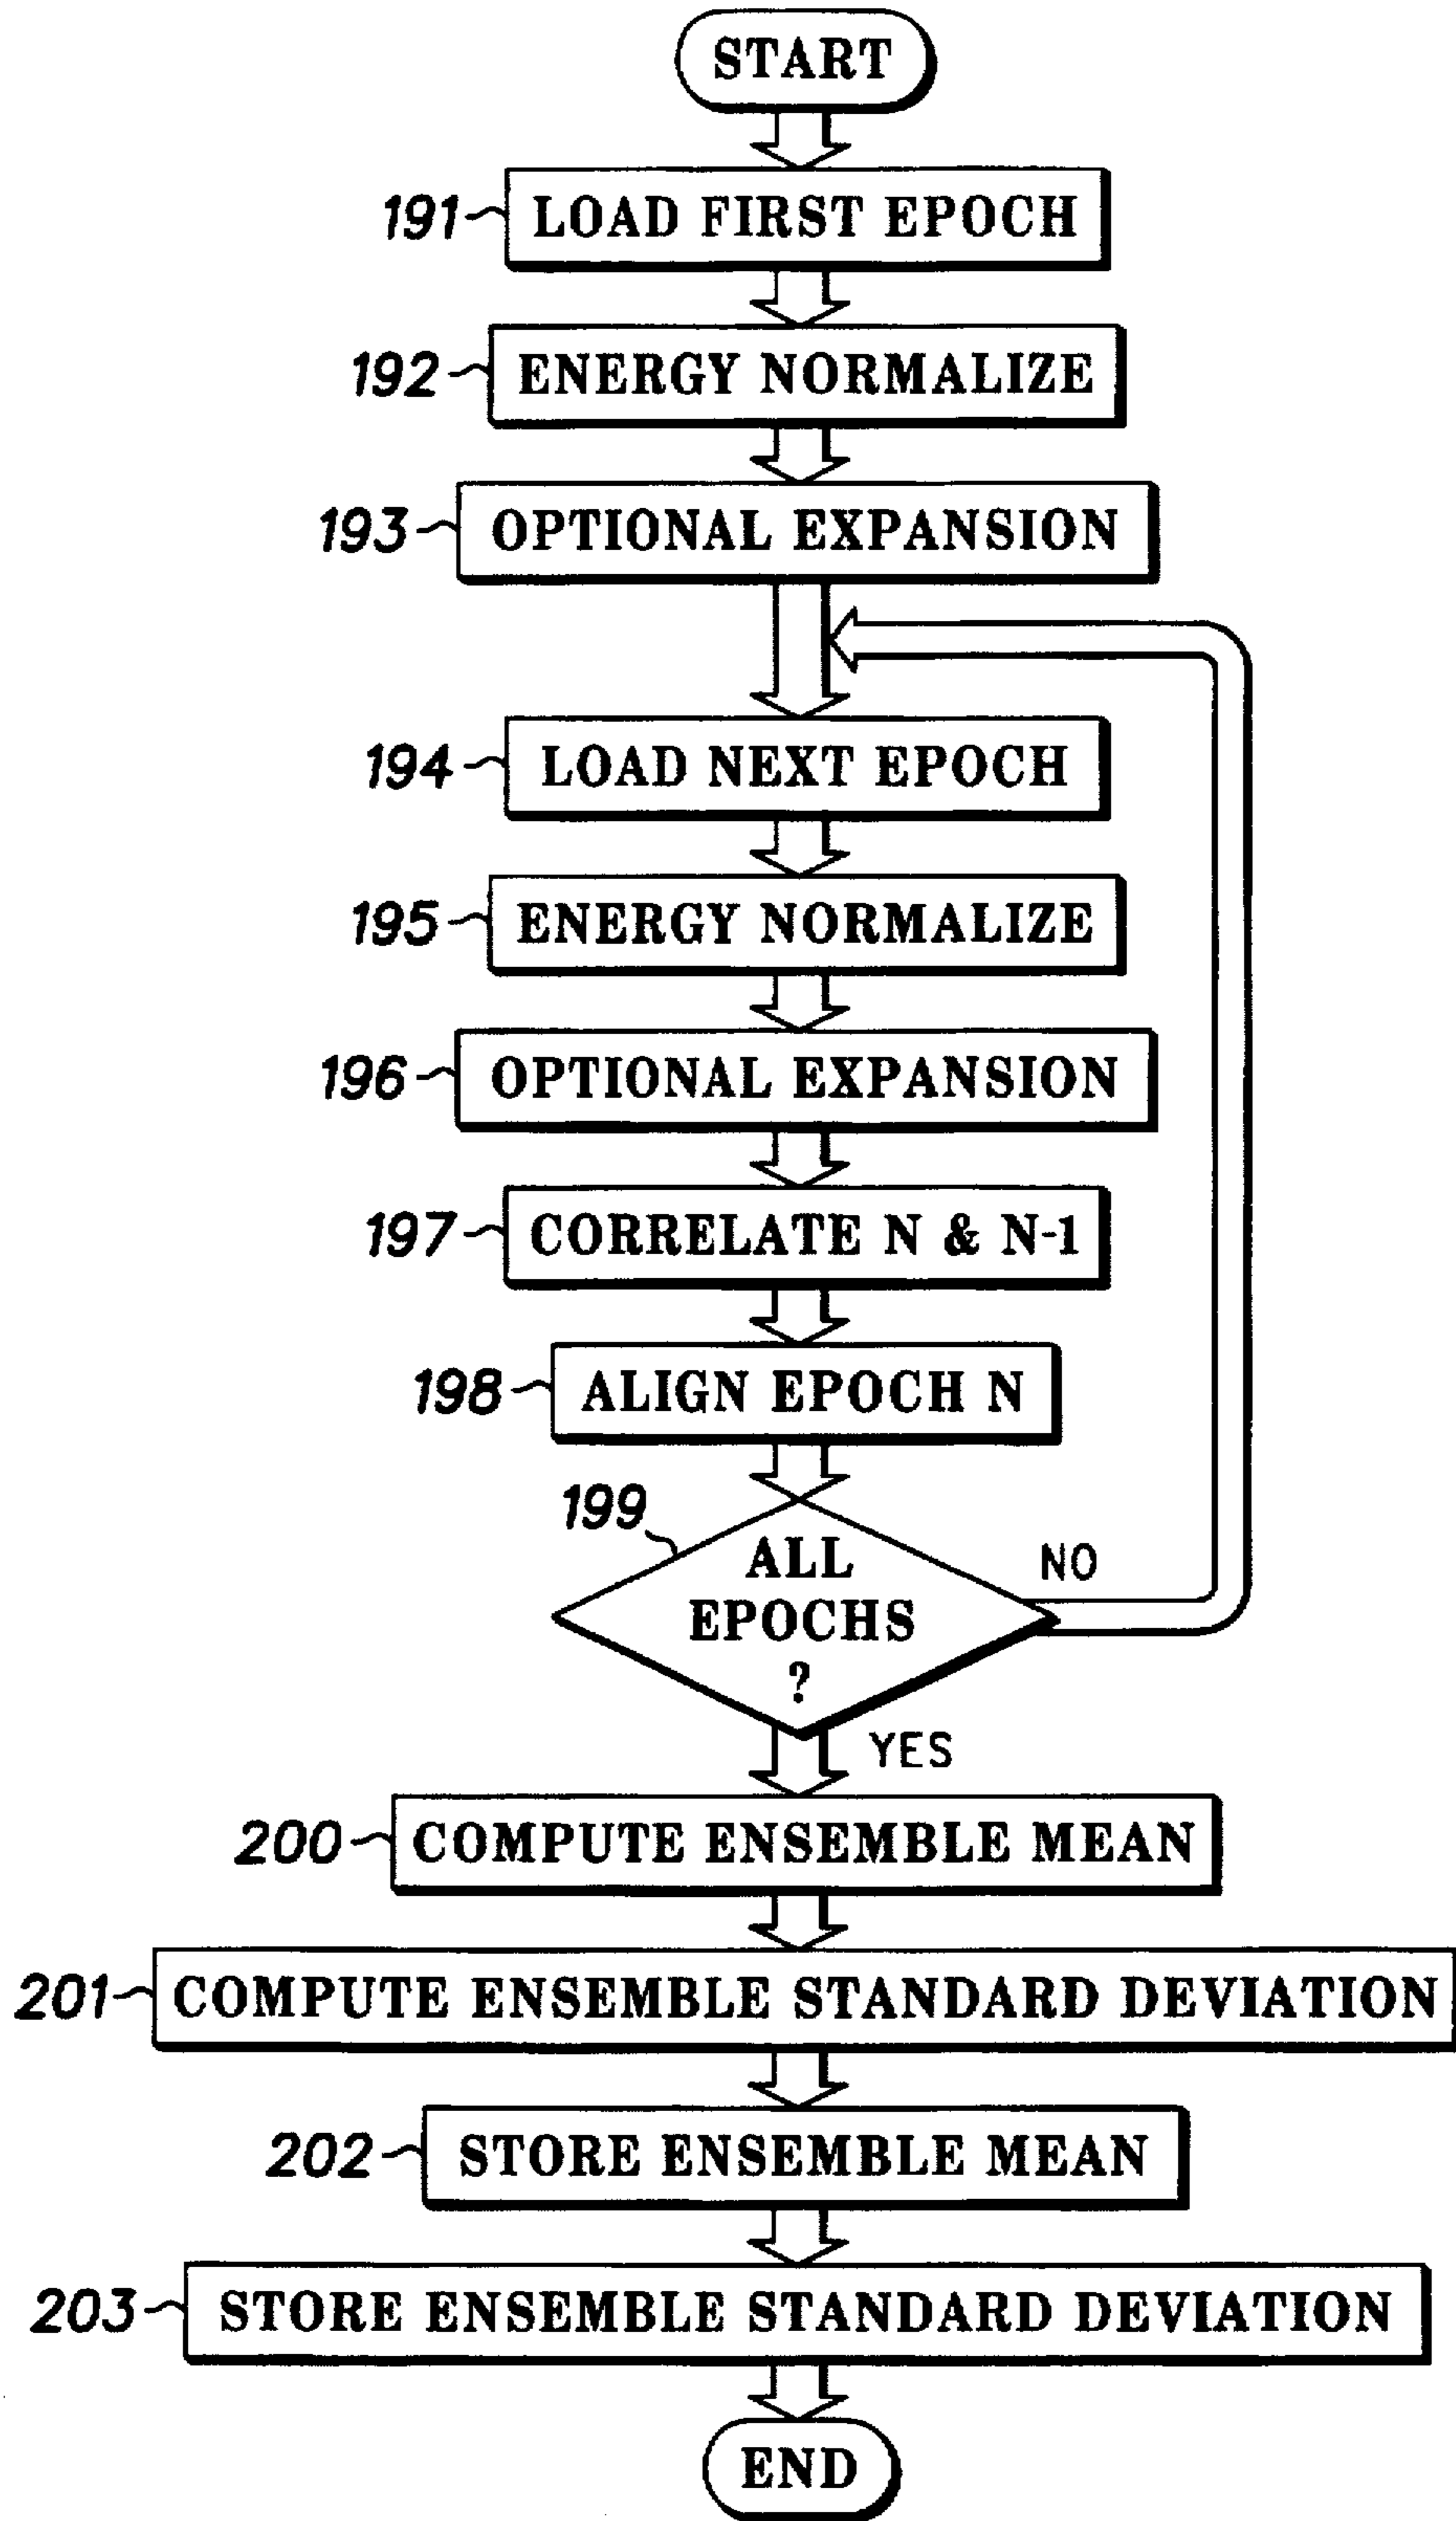 START
191 LOAD FIRST EPOCH
192 ENERGY NORMALIZE
193 OPTIONAL EXPANSION
194 LOAD NEXT EPOCH
195 ENERGY NORMALIZE
196 OPTIONAL EXPANSION
197 CORRELATE N & N-1
198 ALIGN EPOCH N
199
ALL
EPOCHS
?
NO
YES
200 COMPUTE ENSEMBLE MEAN
201 COMPUTE ENSEMBLE STANDARD DEVIATION
202 STORE ENSEMBLE MEAN
203 STORE ENSEMBLE STANDARD DEVIATION
END